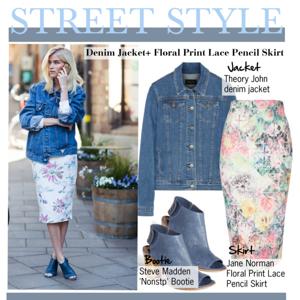 STREET STYLE
Denim Jacket+ Floral Print Lace Pencil Skirt
Jacket
Theory John
denim jacket
Bootie
Steve Madden
'Nonstp' Bootie
Skirt
Jane Norman
Floral Print Lace
Pencil Skirt